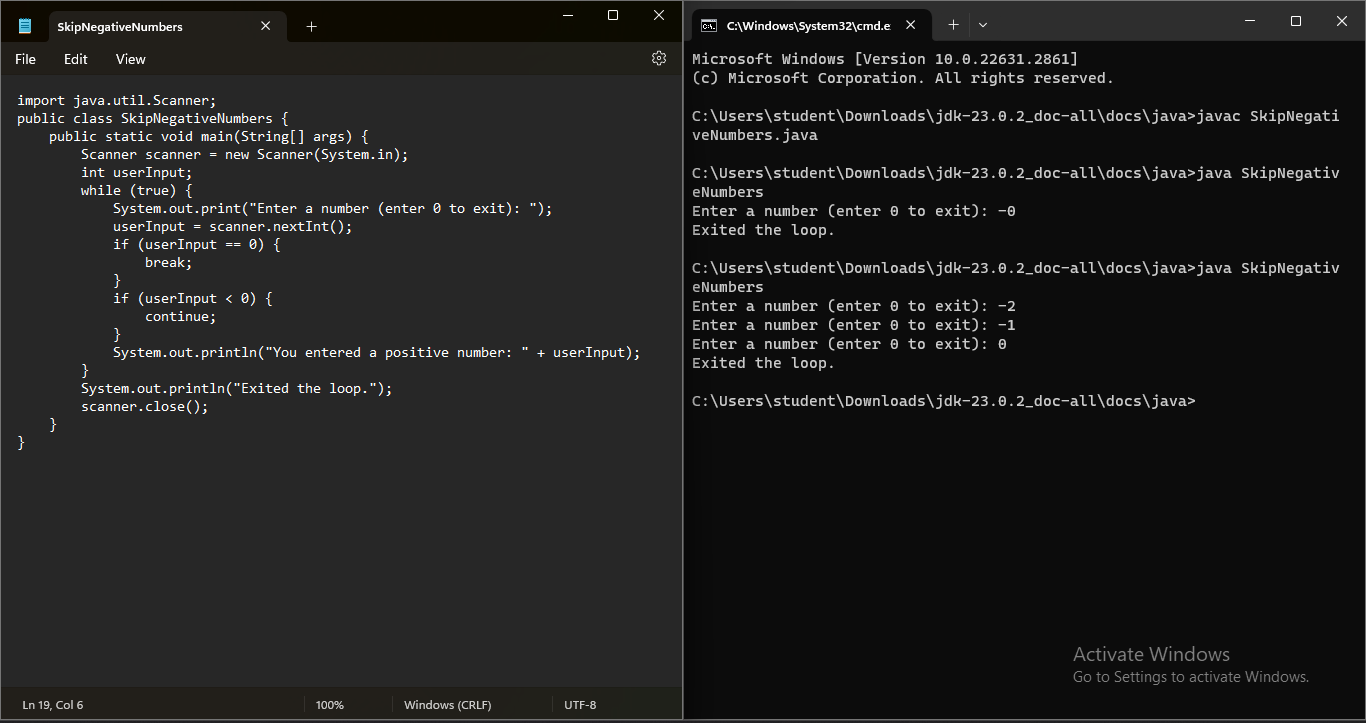 SkipNegativeNumbers
File Edit View
import java.util.Scanner;
public class SkipNegativeNumbers {
    public static void main(String[] args) {
        Scanner scanner = new Scanner(System.in);
        int userInput;
        while (true) {
            System.out.print("Enter a number (enter 0 to exit): ");
            userInput = scanner.nextInt();
            if (userInput == 0) {
                break;
            }
            if (userInput < 0) {
                continue;
            }
            System.out.println("You entered a positive number: " + userInput);
        }
        System.out.println("Exited the loop.");
        scanner.close();
    }
}
Ln 19, Col 6 100% Windows (CRLF) UTF-8
C:\Windows\System32\cmd.e
Microsoft Windows [Version 10.0.22631.2861]
(c) Microsoft Corporation. All rights reserved.
C:\Users\student\Downloads\jdk-23.0.2_doc-all\docs\java>javac SkipNegati
veNumbers.java
C:\Users\student\Downloads\jdk-23.0.2_doc-all\docs\java>java SkipNegativ
eNumbers
Enter a number (enter 0 to exit): -0
Exited the loop.
C:\Users\student\Downloads\jdk-23.0.2_doc-all\docs\java>java SkipNegativ
eNumbers
Enter a number (enter 0 to exit): -2
Enter a number (enter 0 to exit): -1
Enter a number (enter 0 to exit): 0
Exited the loop.
C:\Users\student\Downloads\jdk-23.0.2_doc-all\docs\java>
Activate Windows
Go to Settings to activate Windows.